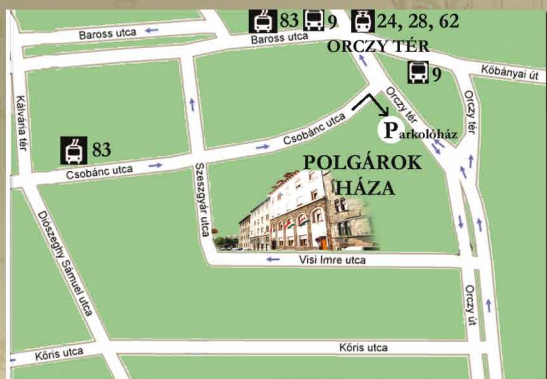 83
9
24, 28, 62
Baross utca
Baross utca
ORCZY TÉR
9
Kőbányai út
Kálvária tér
Orczy tér
Orczy tér
Parkolóház
83
Csobánc utca
Csobánc utca
POLGÁROK
HÁZA
Szeszgyár utca
Diószeghy Sámuel utca
Visi Imre utca
Orczy út
Kőris utca
Kőris utca